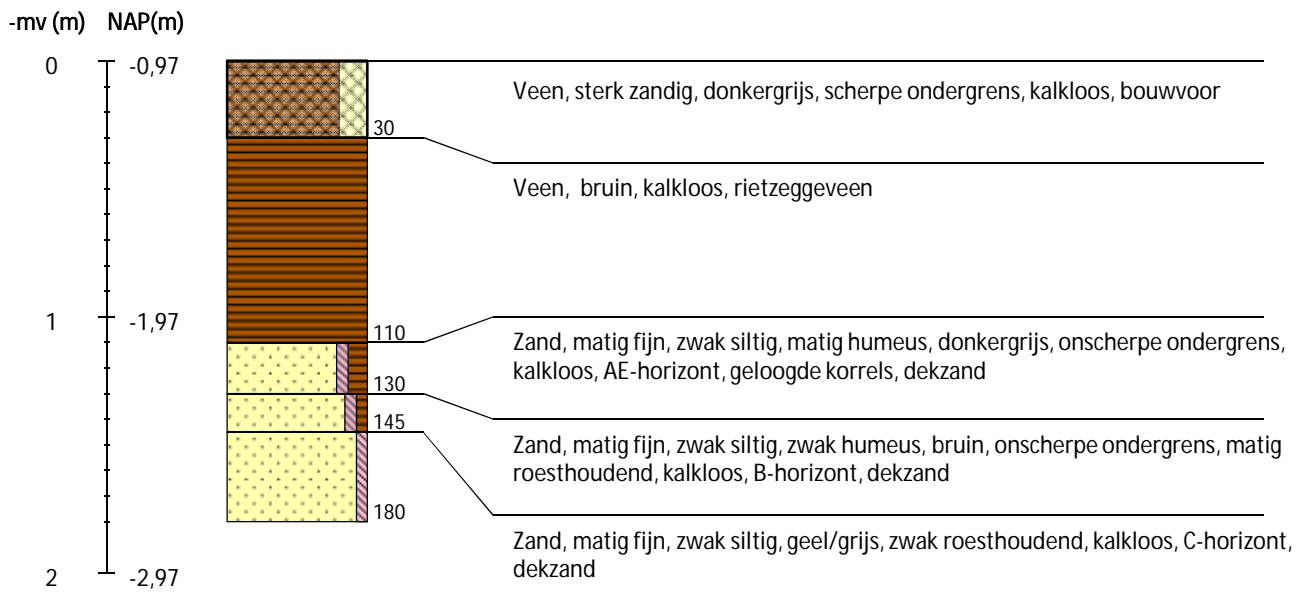 -mv (m) NAP(m)
0 -0,97
Veen, sterk zandig, donkergrijs, scherpe ondergrens, kalkloos, bouwvoor
30
Veen, bruin, kalkloos, rietzeggeveen
1 -1,97
110
Zand, matig fijn, zwak siltig, matig humeus, donkergrijs, onscherpe ondergrens,
kalkloos, AE-horizont, geloogde korrels, dekzand
130
145
Zand, matig fijn, zwak siltig, zwak humeus, bruin, onscherpe ondergrens, matig
roesthoudend, kalkloos, B-horizont, dekzand
180
Zand, matig fijn, zwak siltig, geel/grijs, zwak roesthoudend, kalkloos, C-horizont,
dekzand
2 -2,97